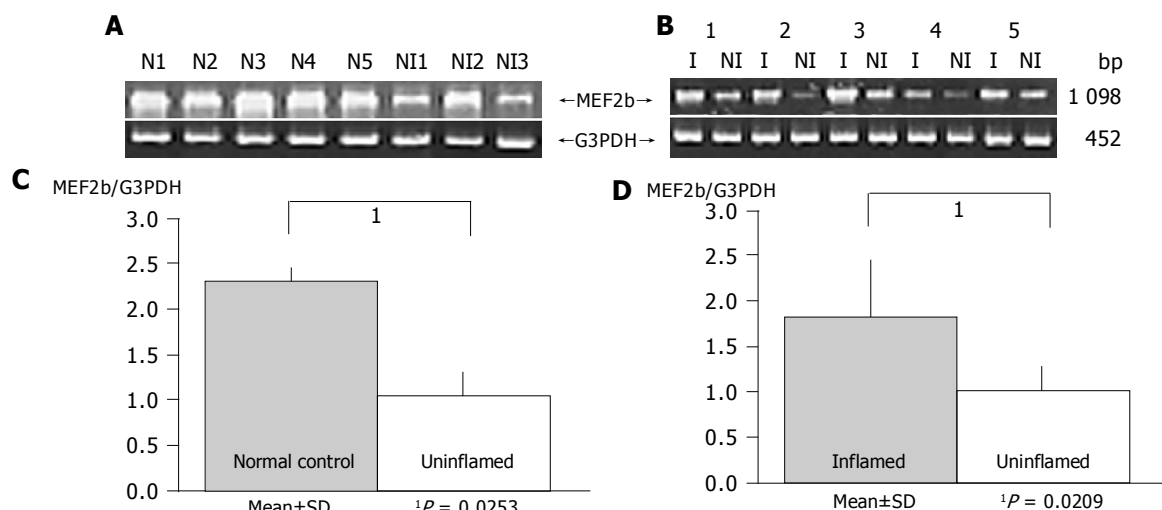 A
N1 N2 N3 N4 N5 NI1 NI2 NI3
B
1 2 3 4 5
I NI I NI I NI I NI I NI bp
←MEF2b→ 1 098
←G3PDH→ 452
C
MEF2b/G3PDH
1
3.0
2.5
2.0
1.5
1.0
0.5
0.0
Normal control Uninflamed
Mean±SD ¹P = 0.0253
D
MEF2b/G3PDH
1
3.0
2.5
2.0
1.5
1.0
0.5
0.0
Inflamed Uninflamed
Mean±SD ¹P = 0.0209